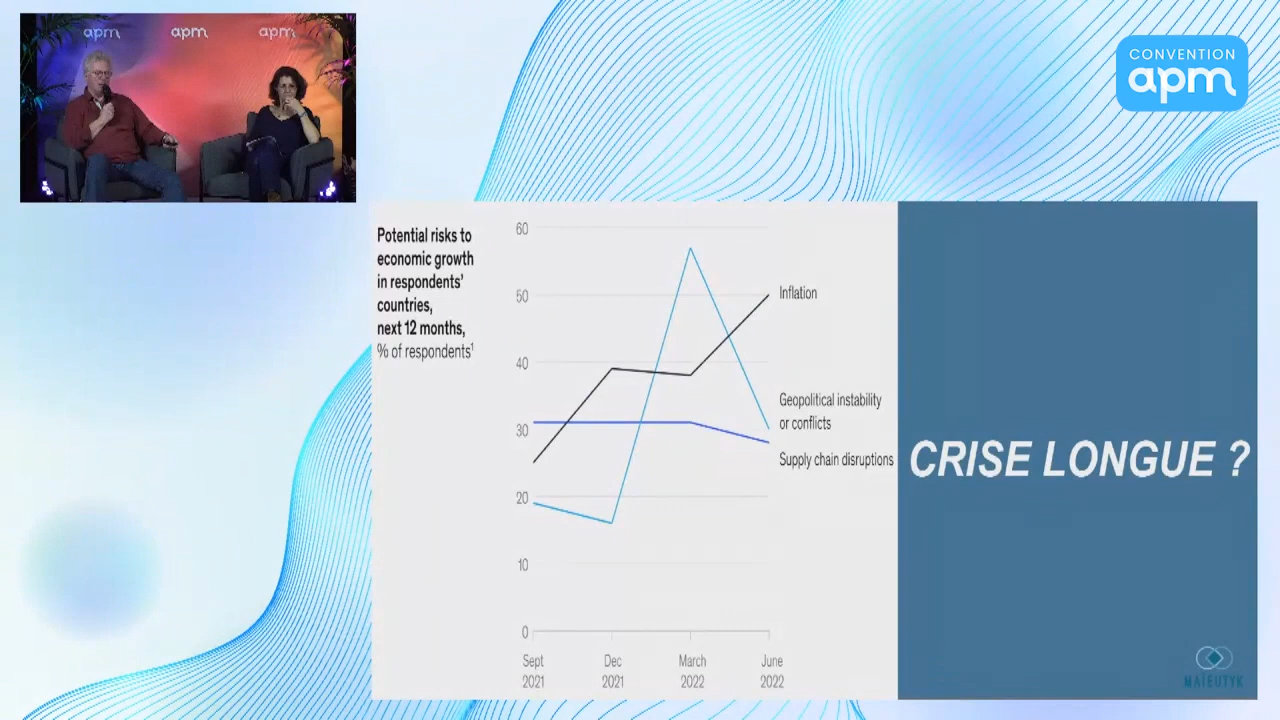 apm
apm
apm
CONVENTION
apm
Potential risks to
economic growth
in respondents'
countries,
next 12 months,
% of respondents¹
60
50
40
30
20
10
0
Sept
2021
Dec
2021
March
2022
June
2022
Inflation
Geopolitical instability
or conflicts
Supply chain disruptions
CRISE LONGUE ?
MAÏEUTYK